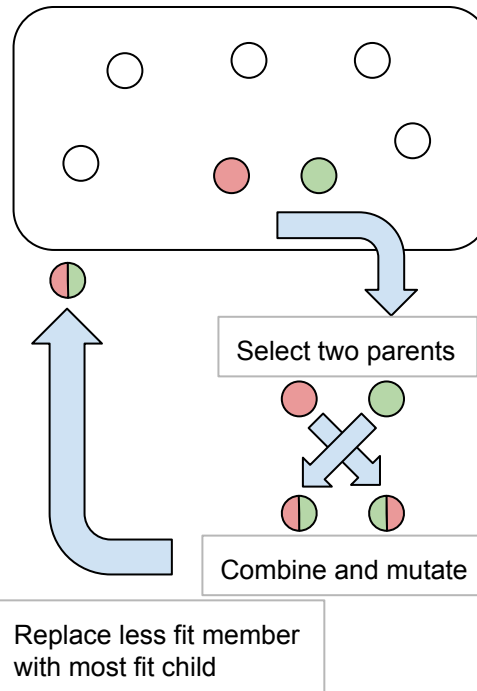 Select two parents
Combine and mutate
Replace less fit member
with most fit child